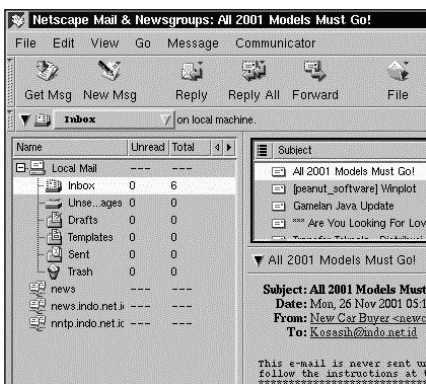 Netscape Mail & Newsgroups: All 2001 Models Must Go!
File Edit View Go Message Communicator
Get Msg New Msg Reply Reply All Forward File
Inbox on local machine.
Name Unread Total
Local Mail --- ---
Inbox 0 6
Unse...ages 0 0
Drafts 0 0
Templates 0 0
Sent 0 0
Trash 0 0
news --- ---
news.indo.net.ic --- ---
nntp.indo.net.ic --- ---
Subject
All 2001 Models Must Go!
[peanut_software] Winplot
Gamelan Java Update
*** Are You Looking For Lov
All 2001 Models Must Go!
Subject: All 2001 Models Must
Date: Mon, 26 Nov 2001 05:1
From: New Car Buyer <newc
To: Kosasih@indo.net.id
This e-mail is never sent un
follow the instructions at t